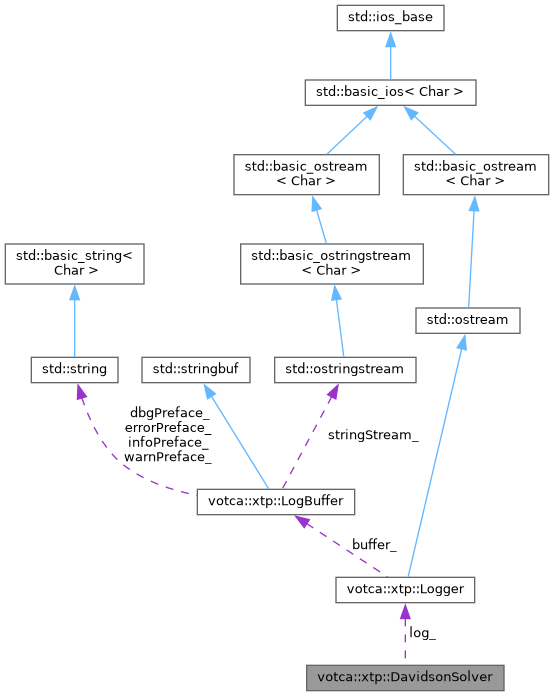 std::ios_base
std::basic_ios< Char >
std::basic_ostream
< Char >
std::basic_ostream
< Char >
std::basic_string<
Char >
std::basic_ostringstream
< Char >
std::ostream
std::string
std::stringbuf
std::ostringstream
dbgPreface_
errorPreface_
infoPreface_
warnPreface_
stringStream_
votca::xtp::LogBuffer
buffer_
votca::xtp::Logger
log_
votca::xtp::DavidsonSolver